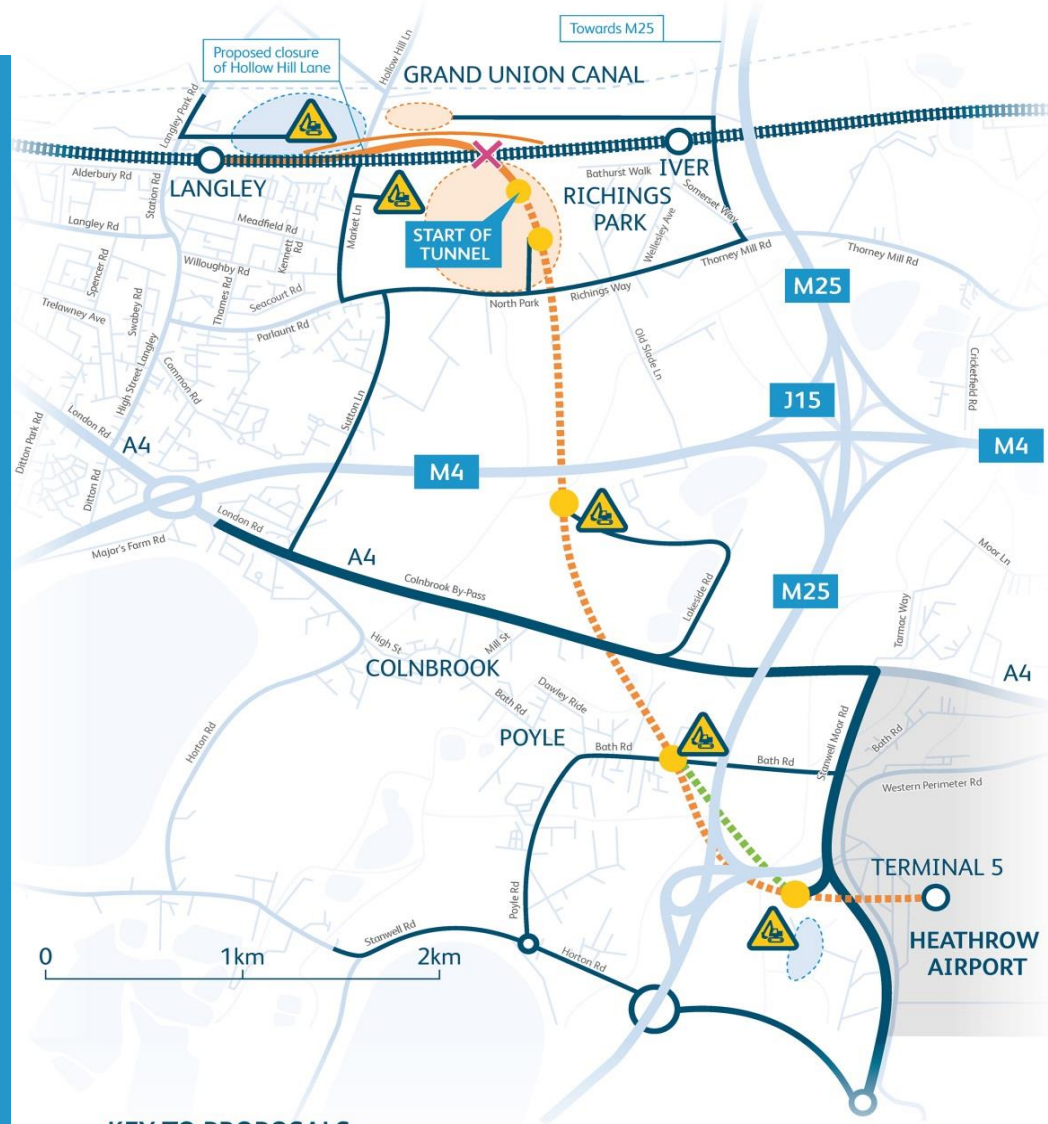 Towards M25
Proposed closure
of Hollow Hill Lane
Hollow Hill Ln
GRAND UNION CANAL
Langley Park Rd
LANGLEY
IVER
Alderbury Rd
Station Rd
Bathurst Walk
RICHINGS
PARK
Somerset Way
Langley Rd
Meadfield Rd
Market Ln
START OF
TUNNEL
Wellesley Ave
Thorney Mill Rd
Thorney Mill Rd
Spencer Rd
Willoughby Rd
Kennett
Rd
Thames Rd
Seacourt Rd
North Park
Richings Way
M25
Trelawney Ave
Swabey Rd
Parlaunt Rd
Old Slade Ln
High Street Langley
Common Rd
Cricketfield Rd
Sutton Ln
J15
London Rd
Ditton Park Rd
A4
M4
M4
Ditton Rd
London Rd
Major's Farm Rd
A4
Moor Ln
Colnbrook By-Pass
Lakeside Rd
M25
Tarmac Way
High St
Mill St
COLNBROOK
A4
Dawley Ride
Bath Rd
POYLE
Bath Rd
Bath Rd
Stanwell Moor Rd
Bath Rd
Horton Rd
Western Perimeter Rd
TERMINAL 5
Poyle Rd
HEATHROW
AIRPORT
Stanwell Rd
Horton Rd
0 1km 2km
KEY TO PROPOSALS